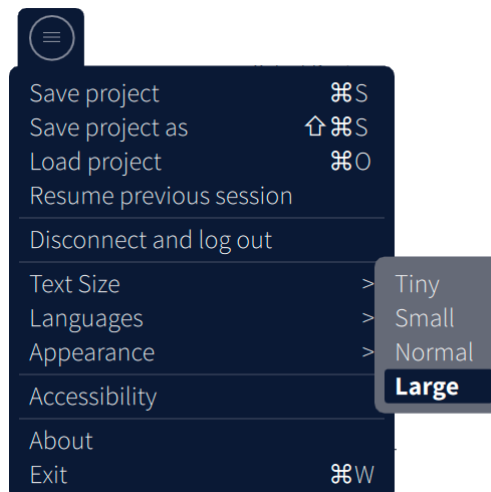 Save project ⌘S
Save project as ⇧⌘S
Load project ⌘O
Resume previous session
Disconnect and log out
Text Size >
Languages >
Appearance >
Tiny
Small
Normal
Large
Accessibility
About
Exit ⌘W